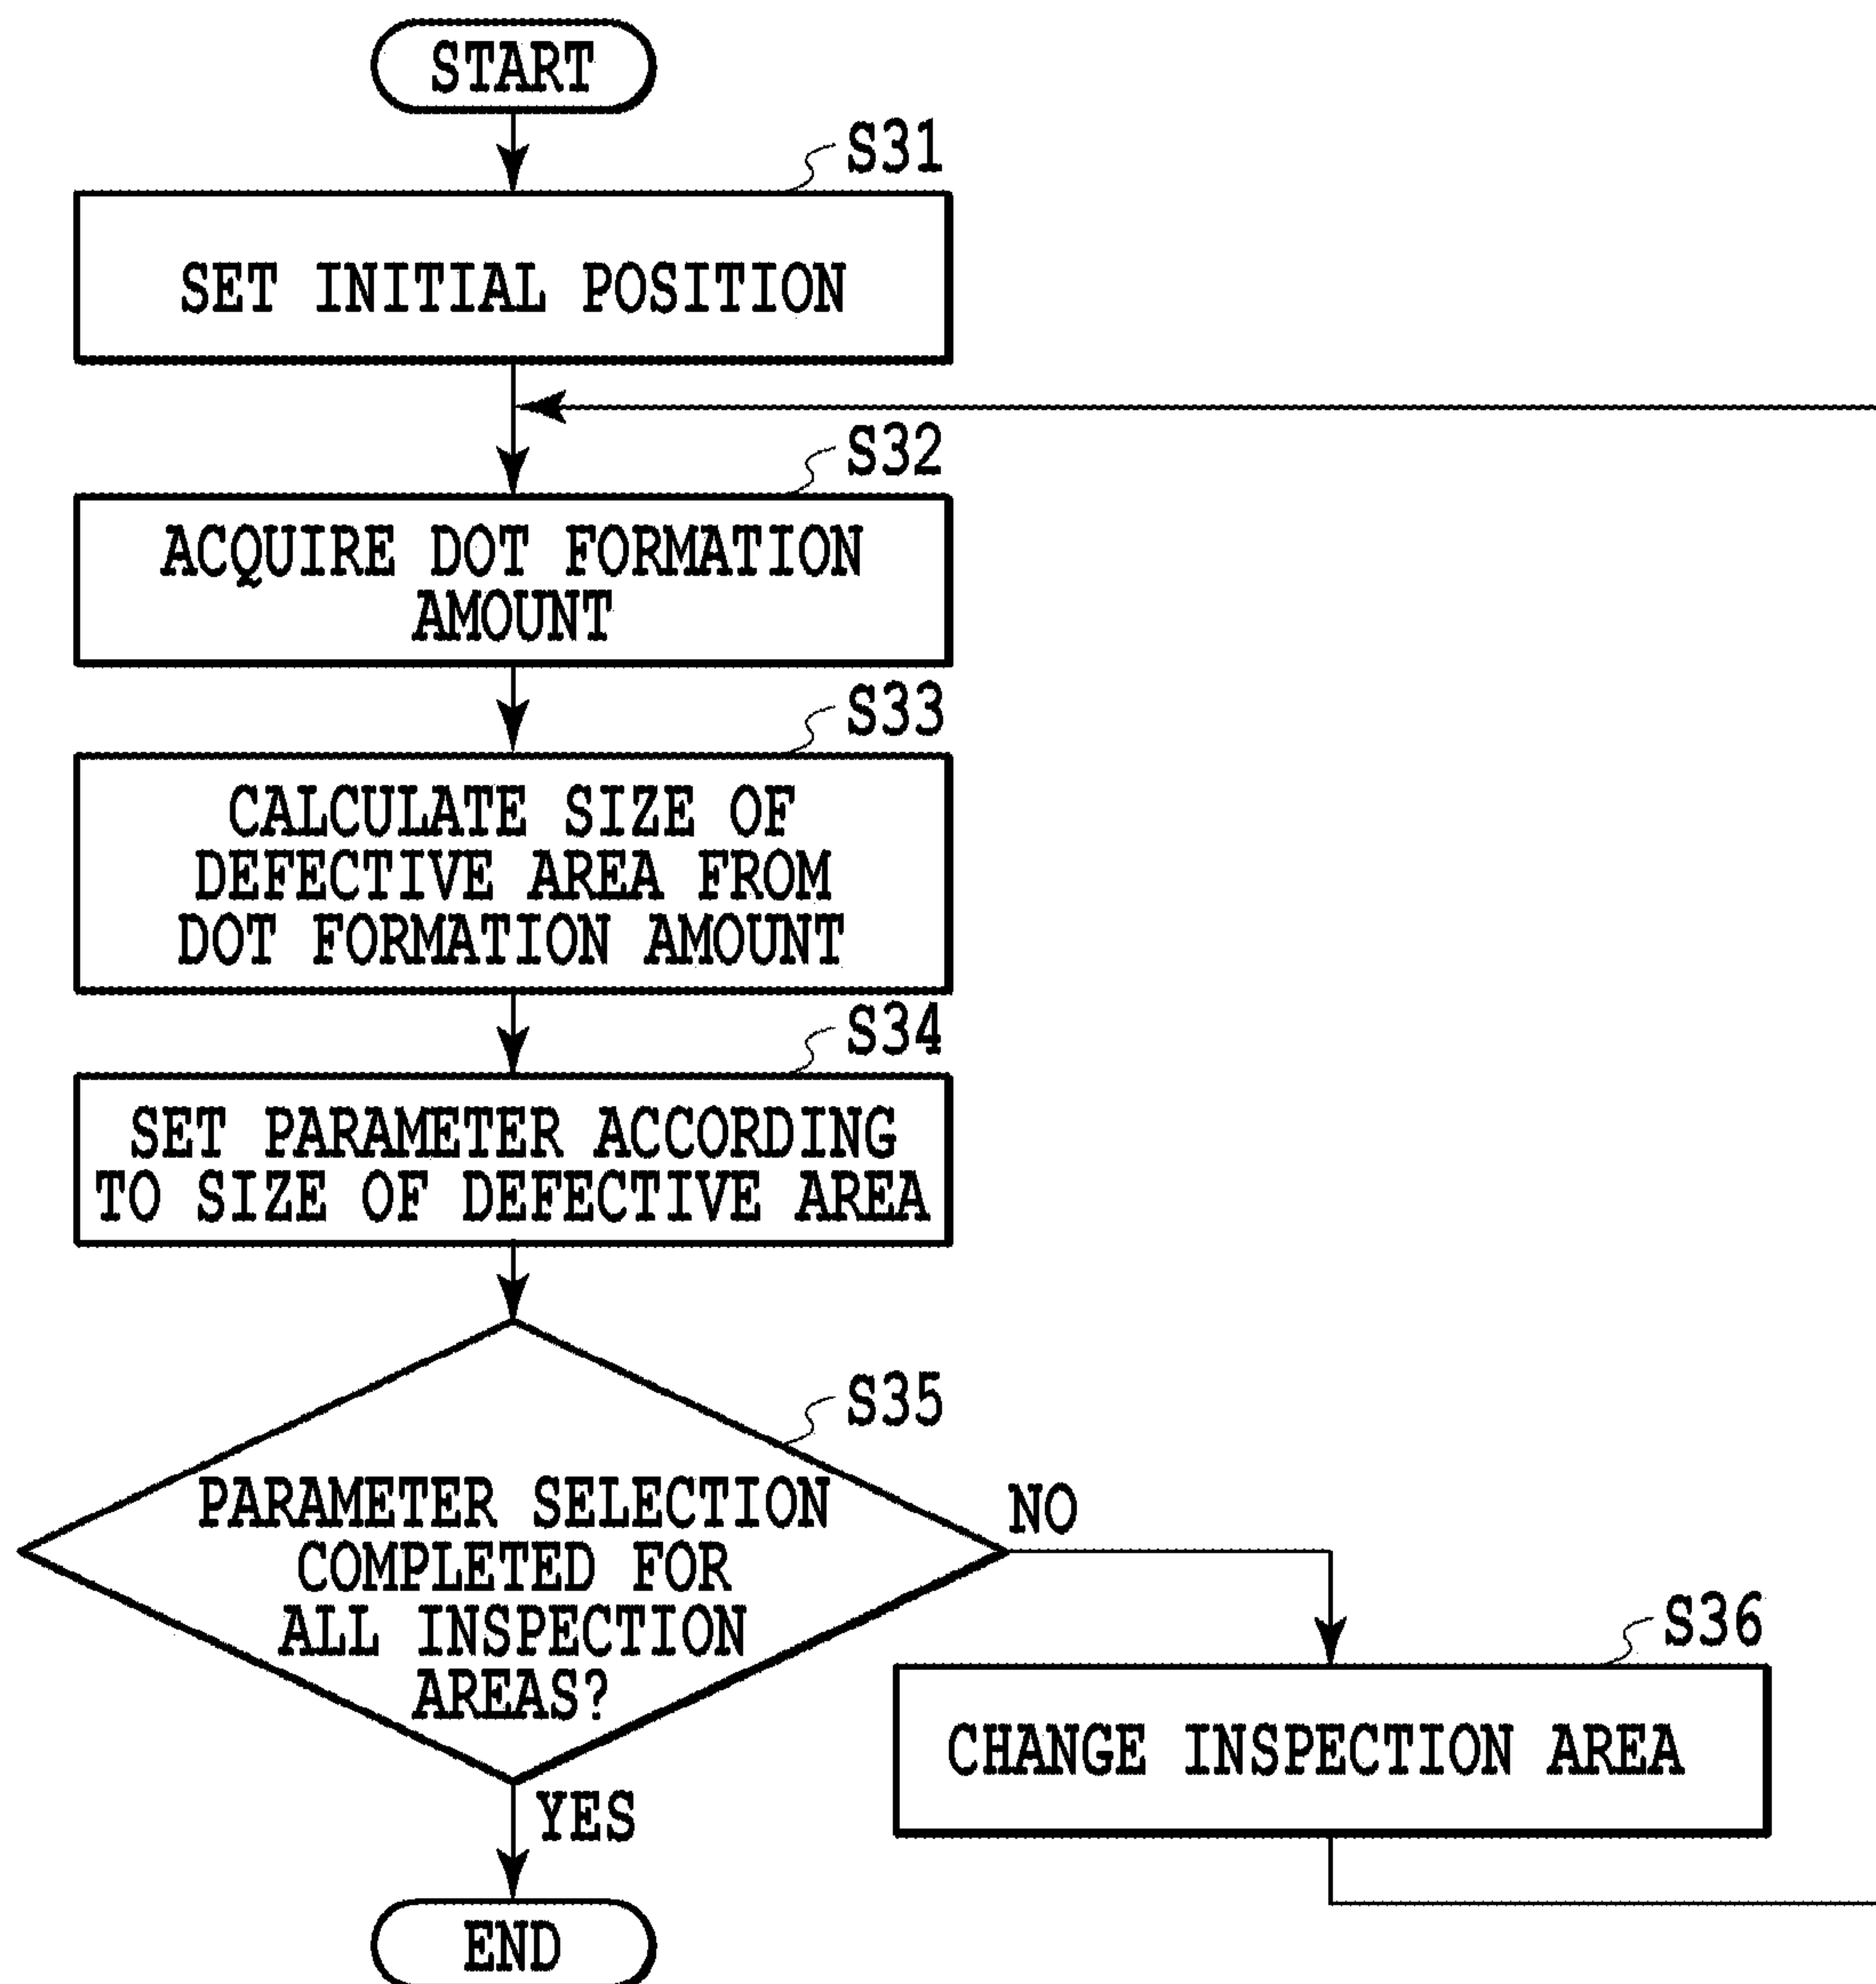 START
S31
SET INITIAL POSITION
S32
ACQUIRE DOT FORMATION
AMOUNT
S33
CALCULATE SIZE OF
DEFECTIVE AREA FROM
DOT FORMATION AMOUNT
S34
SET PARAMETER ACCORDING
TO SIZE OF DEFECTIVE AREA
S35
PARAMETER SELECTION
COMPLETED FOR
ALL INSPECTION
AREAS?
NO
S36
CHANGE INSPECTION AREA
YES
END